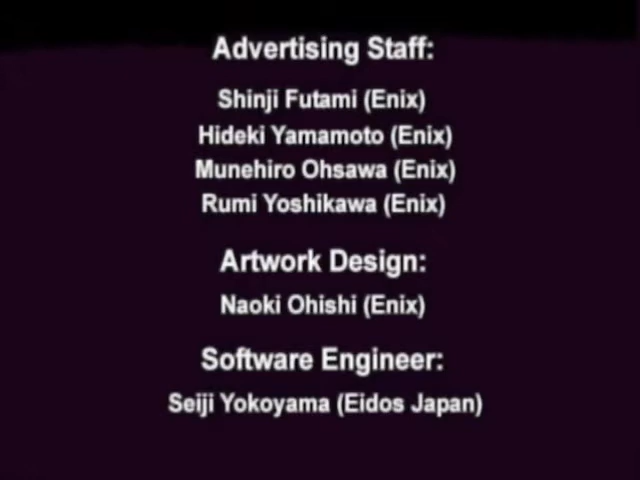 Advertising Staff:
Shinji Futami (Enix)
Hideki Yamamoto (Enix)
Munehiro Ohsawa (Enix)
Rumi Yoshikawa (Enix)
Artwork Design:
Naoki Ohishi (Enix)
Software Engineer:
Seiji Yokoyama (Eidos Japan)